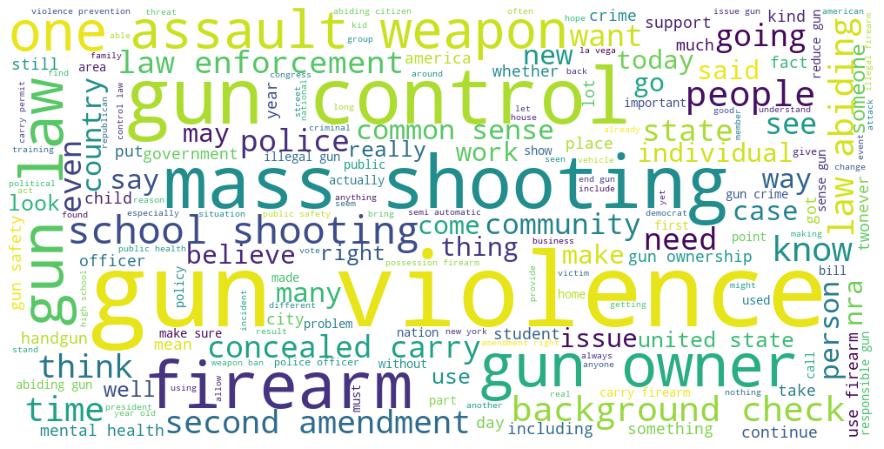 violence prevention
threat
abiding citizen
often
hope
issue gun
american
one
assault weapon
want
crime
kind
going
able
kid
group
support
reduce gun
law abiding
someone
illegal firearm
still
law enforcement
america
new
today
much
said
fact
family
area
la vega
back
whether
go
lot
important
people
find
republican
carry permit
control law
training
gun law
country
even
year
street
national
congress
around
long
let
house
gun control
may
police
common sense
state
see
good
understand
member
attack
event
change
criminal
already
put
government
illegal gun
really
work
place
individual
give
way
sense gun
political
act
say
public
actually
show
seen
vehicle
end gun
include
gun crime
look
child
reason
found
anything
seem
mass shooting
yet
case
got
twonever
especially
situation
public safety
bring
semi automatic
democrat
first
school shooting
come
community
need
know
officer
public health
vote
believe
right
thing
business
make
point
gun ownership
bill
gun safety
high school
policy
made
incident
different
possession firearm
gun violence
provide
victim
might
used
making
home
getting
many
city
problem
handgun
stand
make sure
result
mean
nation
new york
student
issue
united state
person
nra
use firearm
responsible gun
concealed carry
amendment right
always
anyone
call
think
weapon ban
police officer
without
abiding gun
well
using
allow
firearm
must
use
gun owner
nothing
carry firearm
take
time
president
year old
part
another
real
second amendment
background check
mental health
day
including
something
continue